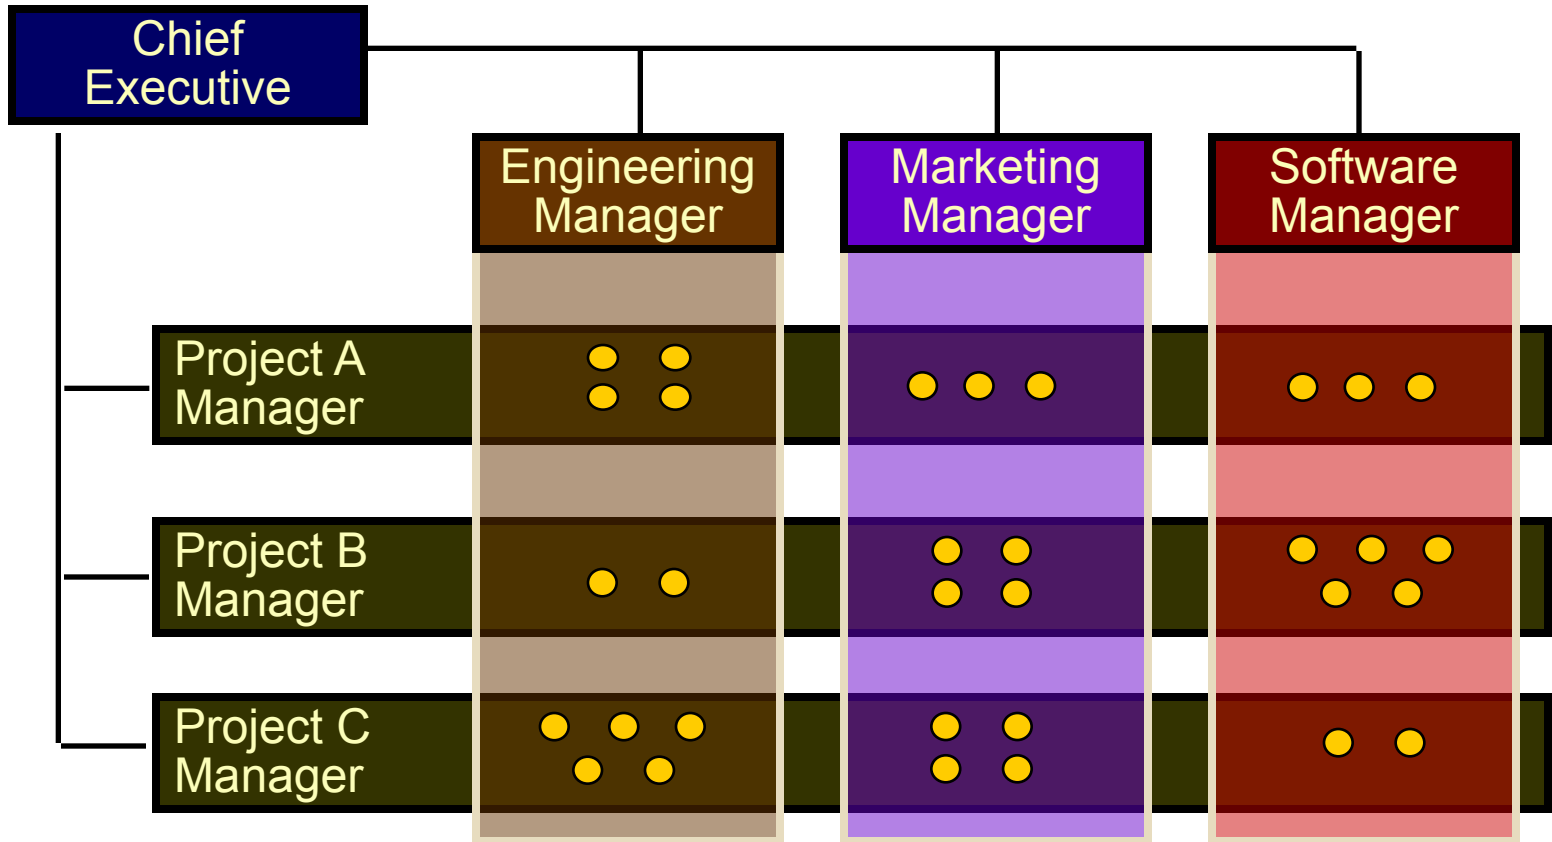 Chief
Executive
Engineering
Manager
Marketing
Manager
Software
Manager
Project A
Manager
Project B
Manager
Project C
Manager